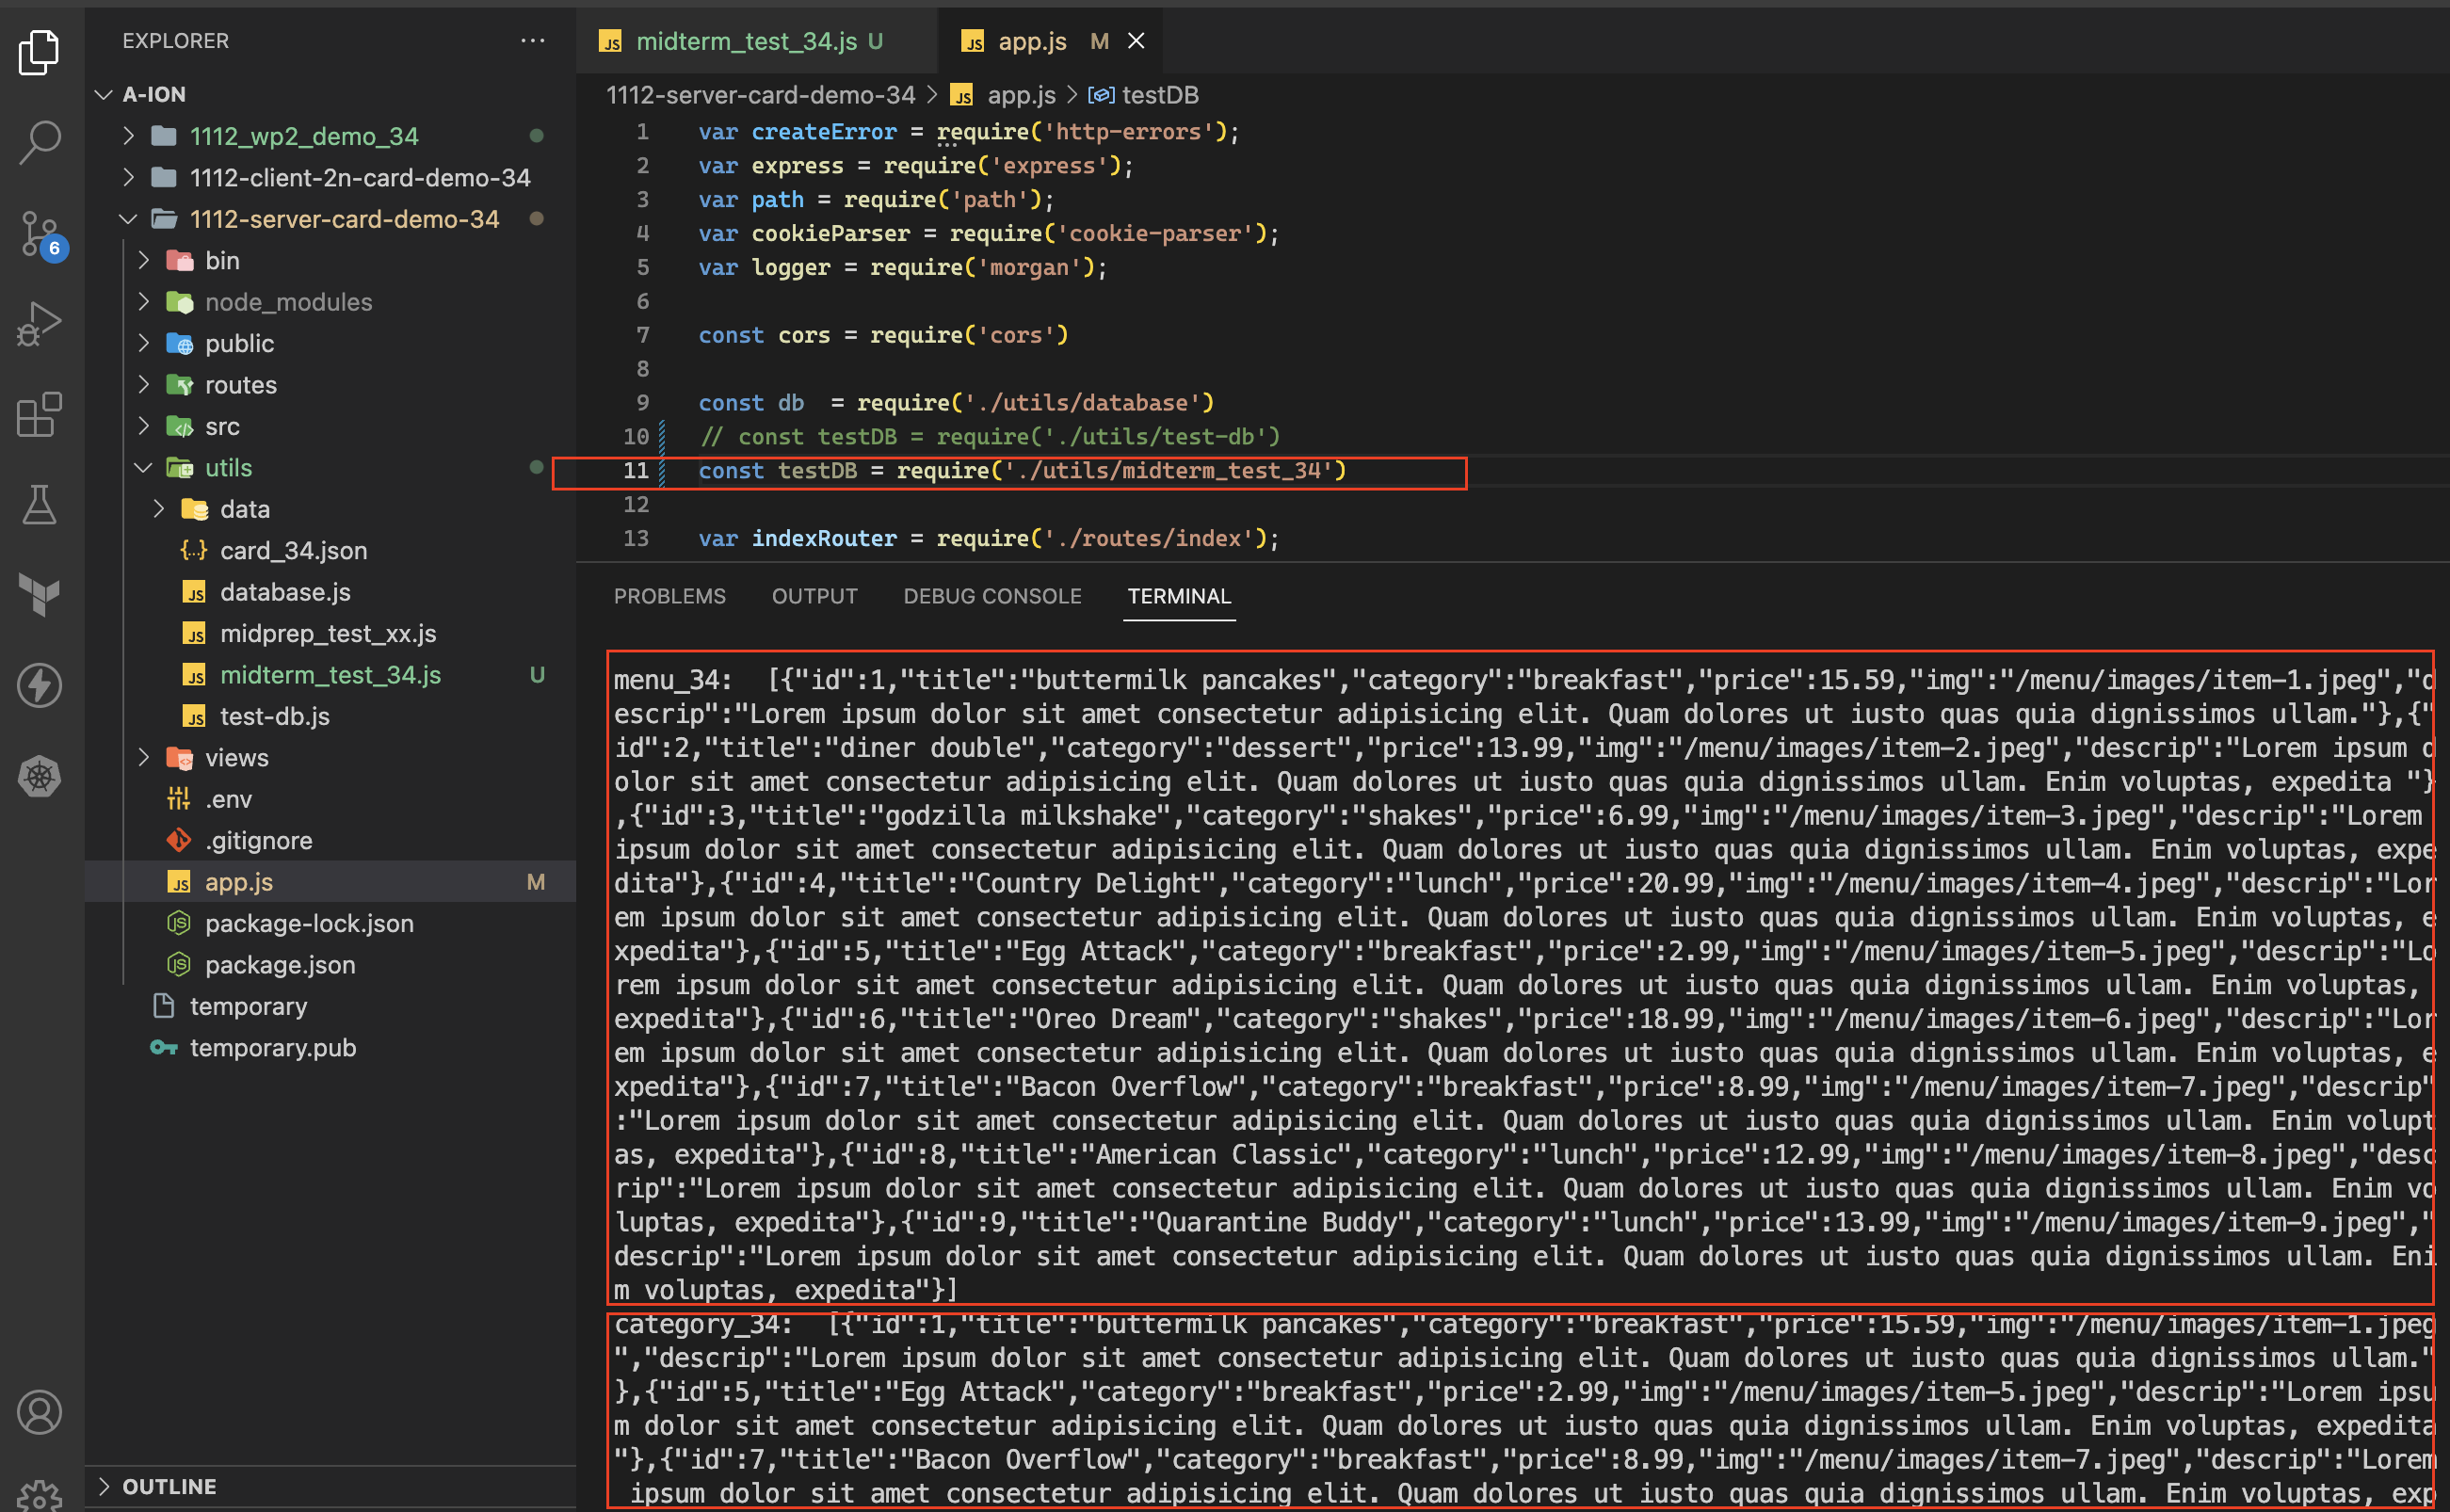 EXPLORER
A-ION
1112_wp2_demo_34
1112-client-2n-card-demo-34
1112-server-card-demo-34
6
bin
node_modules
public
routes
src
utils
data
card_34.json
database.js
midprep_test_xx.js
midterm_test_34.js U
test-db.js
views
.env
.gitignore
app.js M
package-lock.json
package.json
temporary
temporary.pub
OUTLINE
midterm_test_34.js U
app.js M
1112-server-card-demo-34 > app.js > testDB
1 var createError = require('http-errors');
2 var express = require('express');
3 var path = require('path');
4 var cookieParser = require('cookie-parser');
5 var logger = require('morgan');
6
7 const cors = require('cors')
8
9 const db  = require('./utils/database')
10 // const testDB = require('./utils/test-db')
11 const testDB = require('./utils/midterm_test_34')
12
13 var indexRouter = require('./routes/index');
PROBLEMS OUTPUT DEBUG CONSOLE TERMINAL
menu_34:  [{"id":1,"title":"buttermilk pancakes","category":"breakfast","price":15.59,"img":"/menu/images/item-1.jpeg","d
escrip":"Lorem ipsum dolor sit amet consectetur adipisicing elit. Quam dolores ut iusto quas quia dignissimos ullam."},{"
id":2,"title":"diner double","category":"dessert","price":13.99,"img":"/menu/images/item-2.jpeg","descrip":"Lorem ipsum d
olor sit amet consectetur adipisicing elit. Quam dolores ut iusto quas quia dignissimos ullam. Enim voluptas, expedita "}
,{"id":3,"title":"godzilla milkshake","category":"shakes","price":6.99,"img":"/menu/images/item-3.jpeg","descrip":"Lorem
ipsum dolor sit amet consectetur adipisicing elit. Quam dolores ut iusto quas quia dignissimos ullam. Enim voluptas, expe
dita"},{"id":4,"title":"Country Delight","category":"lunch","price":20.99,"img":"/menu/images/item-4.jpeg","descrip":"Lor
em ipsum dolor sit amet consectetur adipisicing elit. Quam dolores ut iusto quas quia dignissimos ullam. Enim voluptas, e
xpedita"},{"id":5,"title":"Egg Attack","category":"breakfast","price":2.99,"img":"/menu/images/item-5.jpeg","descrip":"Lo
rem ipsum dolor sit amet consectetur adipisicing elit. Quam dolores ut iusto quas quia dignissimos ullam. Enim voluptas,
expedita"},{"id":6,"title":"Oreo Dream","category":"shakes","price":18.99,"img":"/menu/images/item-6.jpeg","descrip":"Lor
em ipsum dolor sit amet consectetur adipisicing elit. Quam dolores ut iusto quas quia dignissimos ullam. Enim voluptas, e
xpedita"},{"id":7,"title":"Bacon Overflow","category":"breakfast","price":8.99,"img":"/menu/images/item-7.jpeg","descrip"
:"Lorem ipsum dolor sit amet consectetur adipisicing elit. Quam dolores ut iusto quas quia dignissimos ullam. Enim volupt
as, expedita"},{"id":8,"title":"American Classic","category":"lunch","price":12.99,"img":"/menu/images/item-8.jpeg","desc
rip":"Lorem ipsum dolor sit amet consectetur adipisicing elit. Quam dolores ut iusto quas quia dignissimos ullam. Enim vo
luptas, expedita"},{"id":9,"title":"Quarantine Buddy","category":"lunch","price":13.99,"img":"/menu/images/item-9.jpeg","
descrip":"Lorem ipsum dolor sit amet consectetur adipisicing elit. Quam dolores ut iusto quas quia dignissimos ullam. Eni
m voluptas, expedita"}]
category_34:  [{"id":1,"title":"buttermilk pancakes","category":"breakfast","price":15.59,"img":"/menu/images/item-1.jpeg
","descrip":"Lorem ipsum dolor sit amet consectetur adipisicing elit. Quam dolores ut iusto quas quia dignissimos ullam."
},{"id":5,"title":"Egg Attack","category":"breakfast","price":2.99,"img":"/menu/images/item-5.jpeg","descrip":"Lorem ipsu
m dolor sit amet consectetur adipisicing elit. Quam dolores ut iusto quas quia dignissimos ullam. Enim voluptas, expedita
"},{"id":7,"title":"Bacon Overflow","category":"breakfast","price":8.99,"img":"/menu/images/item-7.jpeg","descrip":"Lorem
ipsum dolor sit amet consectetur adipisicing elit. Quam dolores ut iusto quas quia dignissimos ullam. Enim voluptas, exp